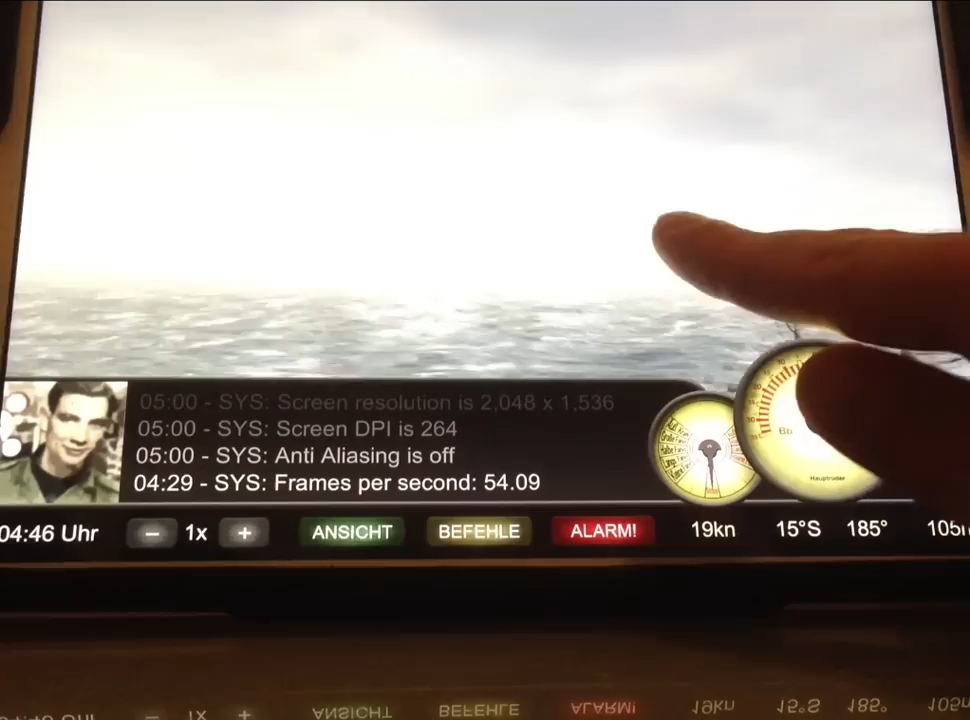 05:00 - SYS: Screen resolution is 2,048 x 1,536
05:00 - SYS: Screen DPI is 264
05:00 - SYS: Anti Aliasing is off
04:29 - SYS: Frames per second: 54.09
Bb
Hauptruder
04:46 Uhr − 1x + ANSICHT BEFEHLE ALARM! 19kn 15°S 185°